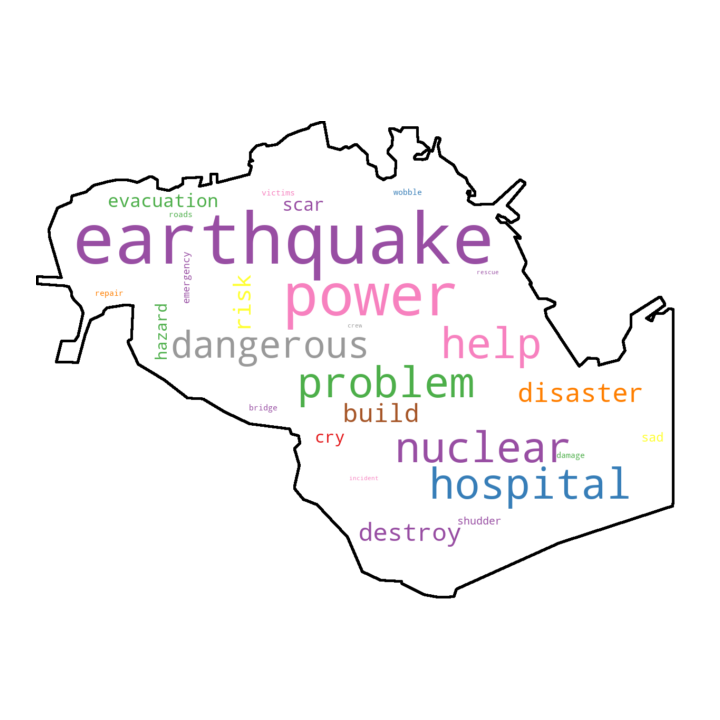 victims
wobble
evacuation
scar
roads
earthquake
emergency
rescue
risk
repair
power
crew
hazard
dangerous
help
problem
disaster
bridge
build
cry
sad
nuclear
damage
incident
hospital
shudder
destroy